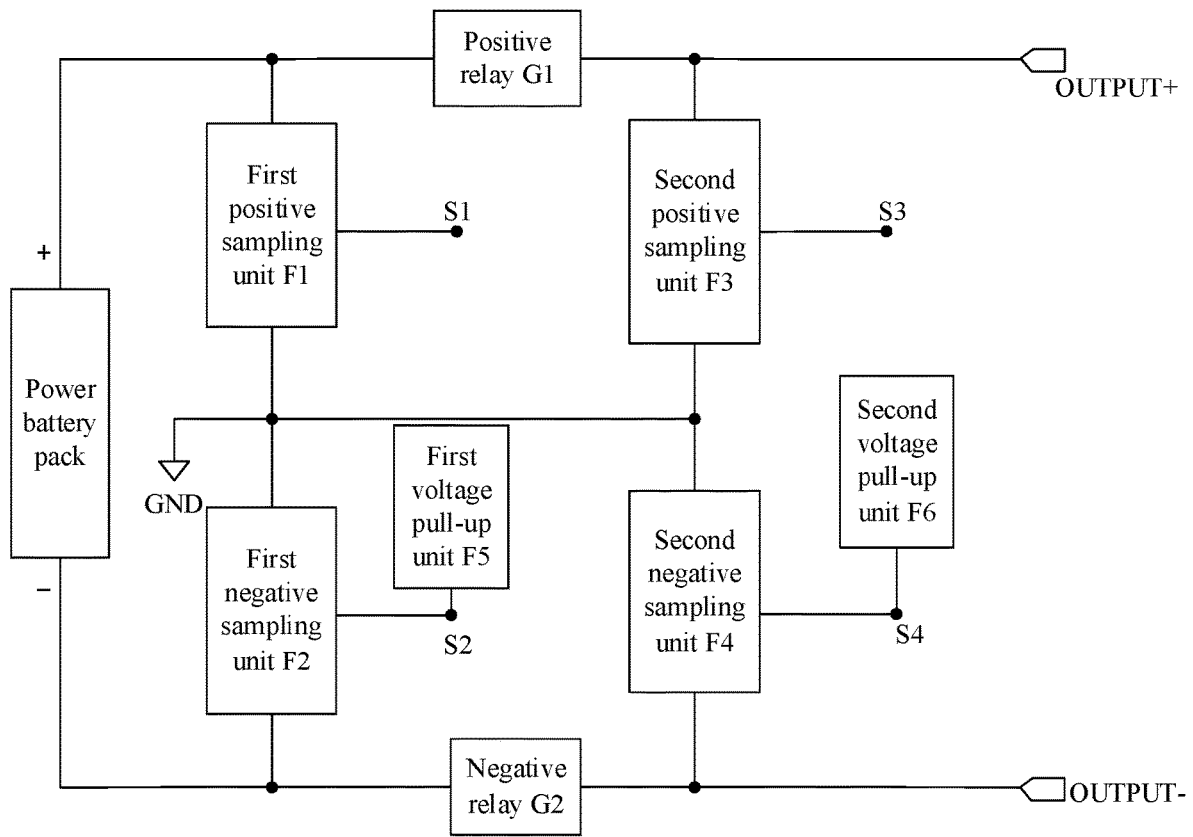 Positive
relay G1
OUTPUT+
First
positive
sampling
unit F1
S1
Second
positive
sampling
unit F3
S3
+
Power
battery
pack
−
GND
First
voltage
pull-up
unit F5
Second
voltage
pull-up
unit F6
First
negative
sampling
unit F2
S2
Second
negative
sampling
unit F4
S4
Negative
relay G2
OUTPUT-